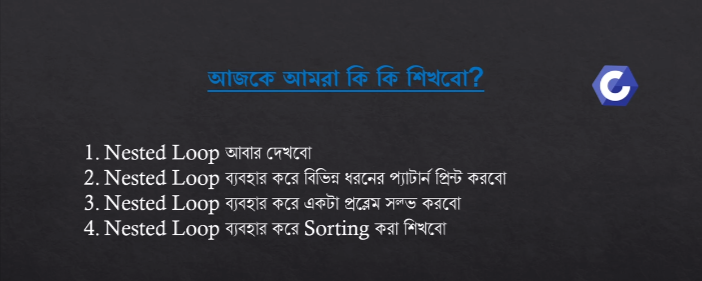 আজকে আমরা কি কি শিখবো?
C
1. Nested Loop আবার দেখবো
2. Nested Loop ব্যবহার করে বিভিন্ন ধরনের প্যাটার্ন প্রিন্ট করবো
3. Nested Loop ব্যবহার করে একটা প্রব্লেম সল্ভ করবো
4. Nested Loop ব্যবহার করে Sorting করা শিখবো